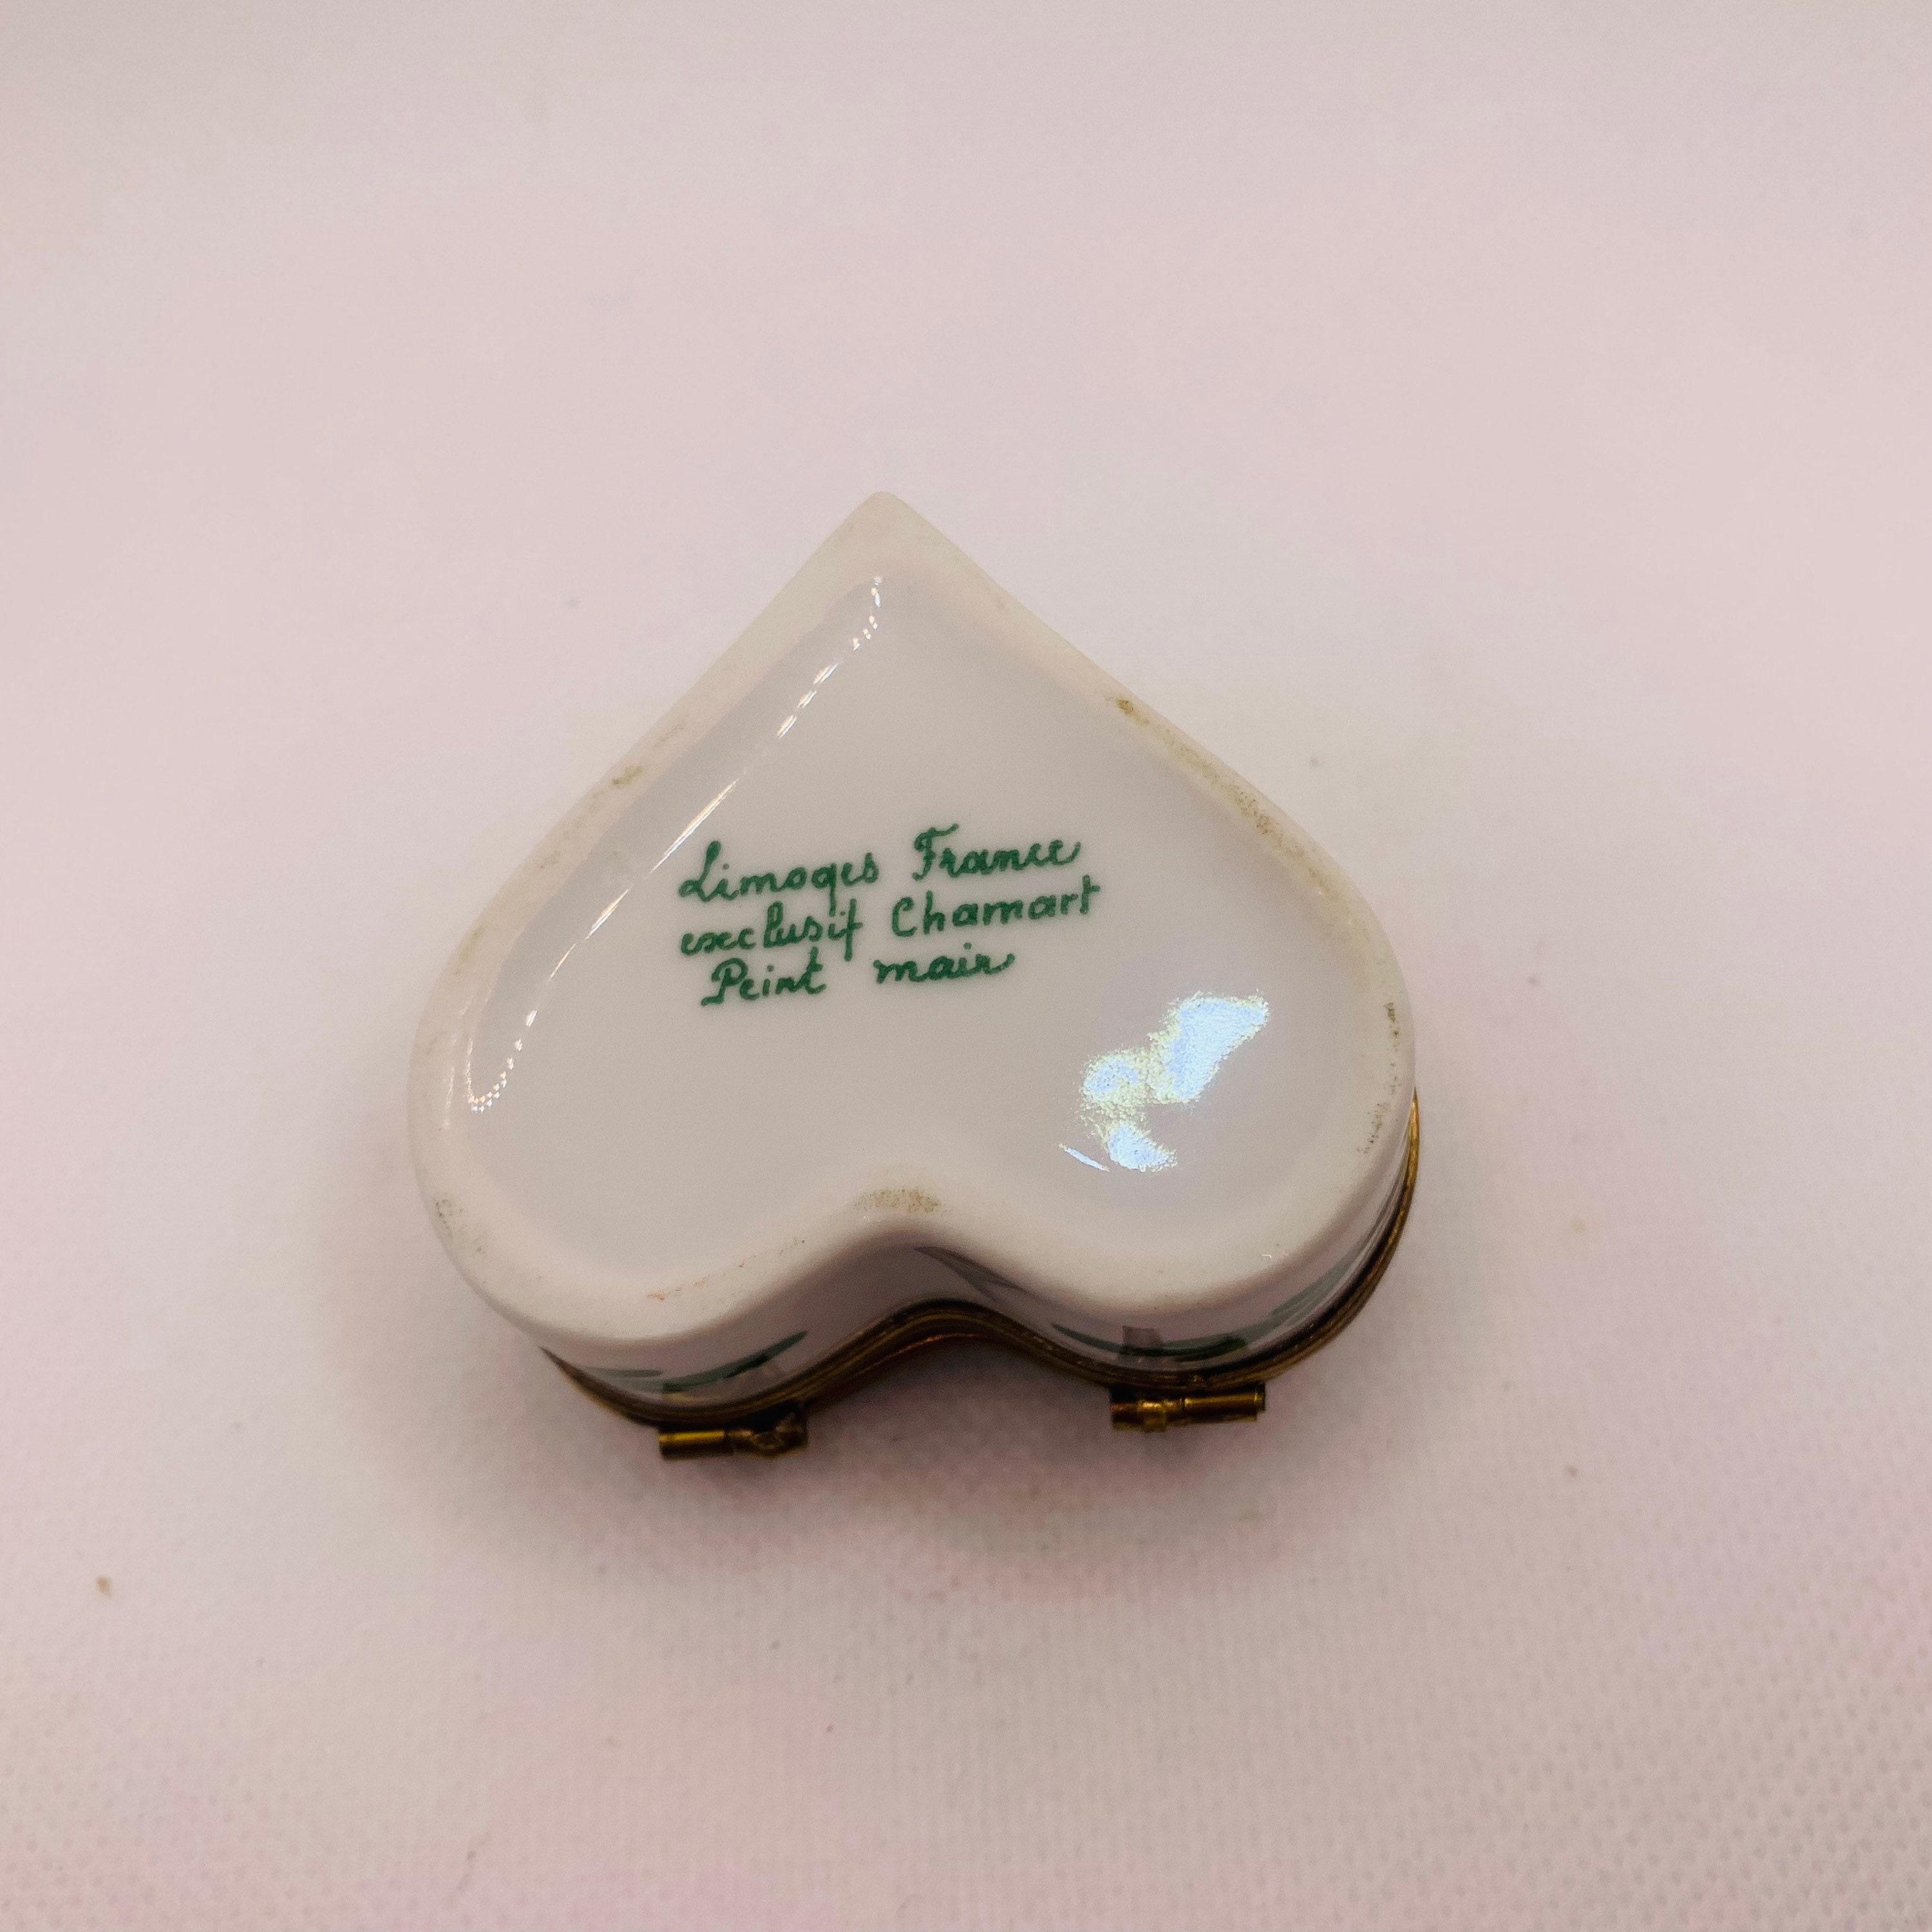 Limoges France
exclusif Chamart
Peint main